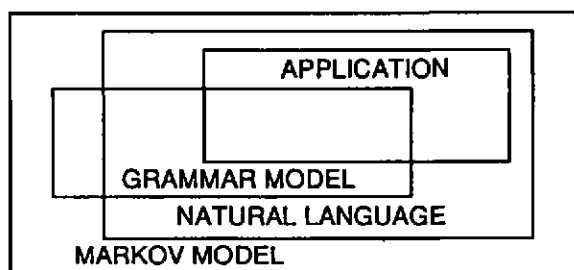 APPLICATION
GRAMMAR MODEL
NATURAL LANGUAGE
MARKOV MODEL